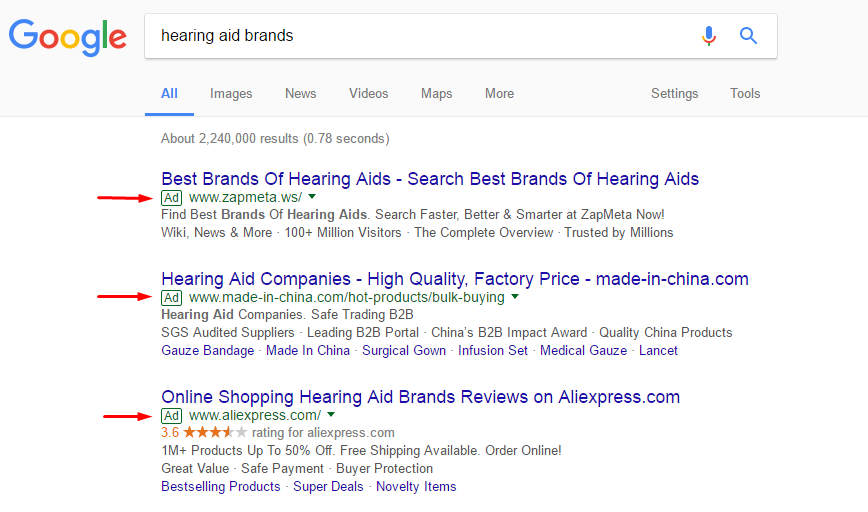 Google
hearing aid brands
All Images News Videos Maps More Settings Tools
About 2,240,000 results (0.78 seconds)
Best Brands Of Hearing Aids - Search Best Brands Of Hearing Aids
Ad www.zapmeta.ws/
Find Best Brands Of Hearing Aids. Search Faster, Better & Smarter at ZapMeta Now!
Wiki, News & More · 100+ Million Visitors · The Complete Overview · Trusted by Millions
Hearing Aid Companies - High Quality, Factory Price - made-in-china.com
Ad www.made-in-china.com/hot-products/bulk-buying
Hearing Aid Companies. Safe Trading B2B
SGS Audited Suppliers · Leading B2B Portal · China's B2B Impact Award · Quality China Products
Gauze Bandage · Made In China · Surgical Gown · Infusion Set · Medical Gauze · Lancet
Online Shopping Hearing Aid Brands Reviews on Aliexpress.com
Ad www.aliexpress.com/
3.6 rating for aliexpress.com
1M+ Products Up To 50% Off. Free Shipping Available. Order Online!
Great Value · Safe Payment · Buyer Protection
Bestselling Products · Super Deals · Novelty Items